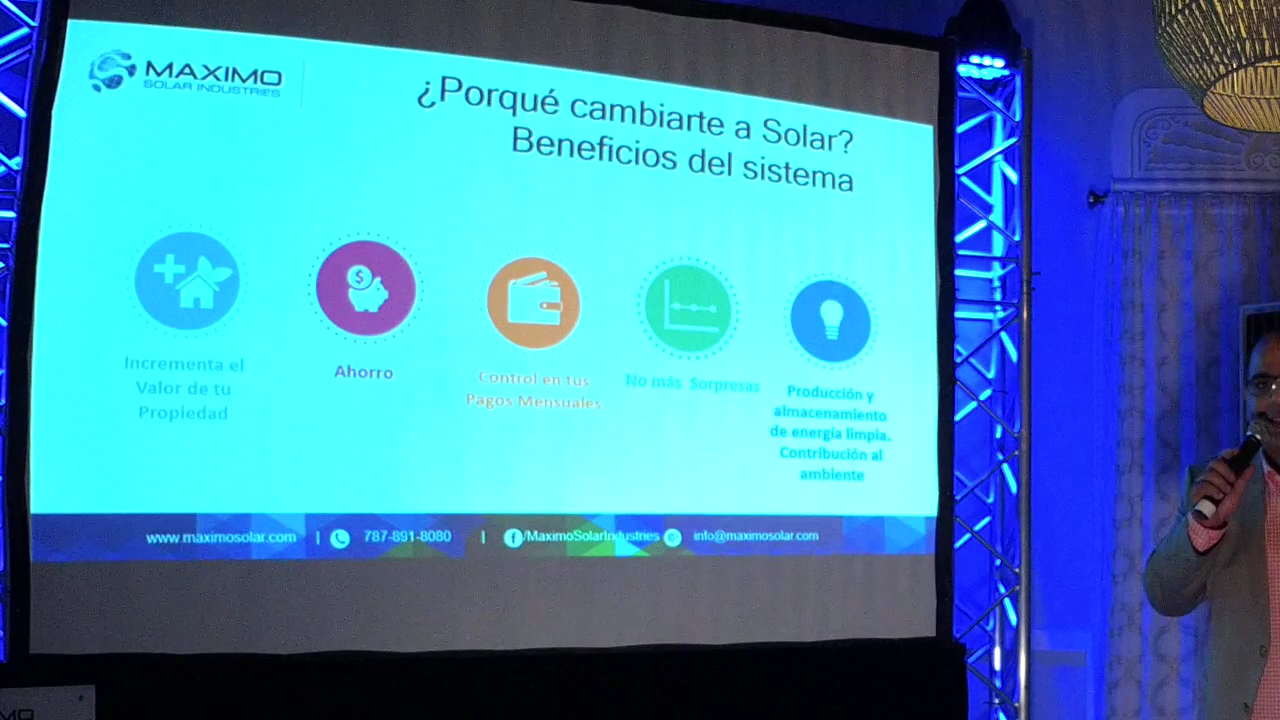 MAXIMO
SOLAR INDUSTRIES
¿Porqué cambiarte a Solar?
Beneficios del sistema
$
Incrementa el
Valor de tu
Propiedad
Ahorro
Control en tus
Pagos Mensuales
No más Sorpresas
Producción y
almacenamiento
de energía limpia.
Contribución al
ambiente
www.maximosolar.com | 787-891-8080 | f /MaximoSolarIndustries info@maximosolar.com
MO